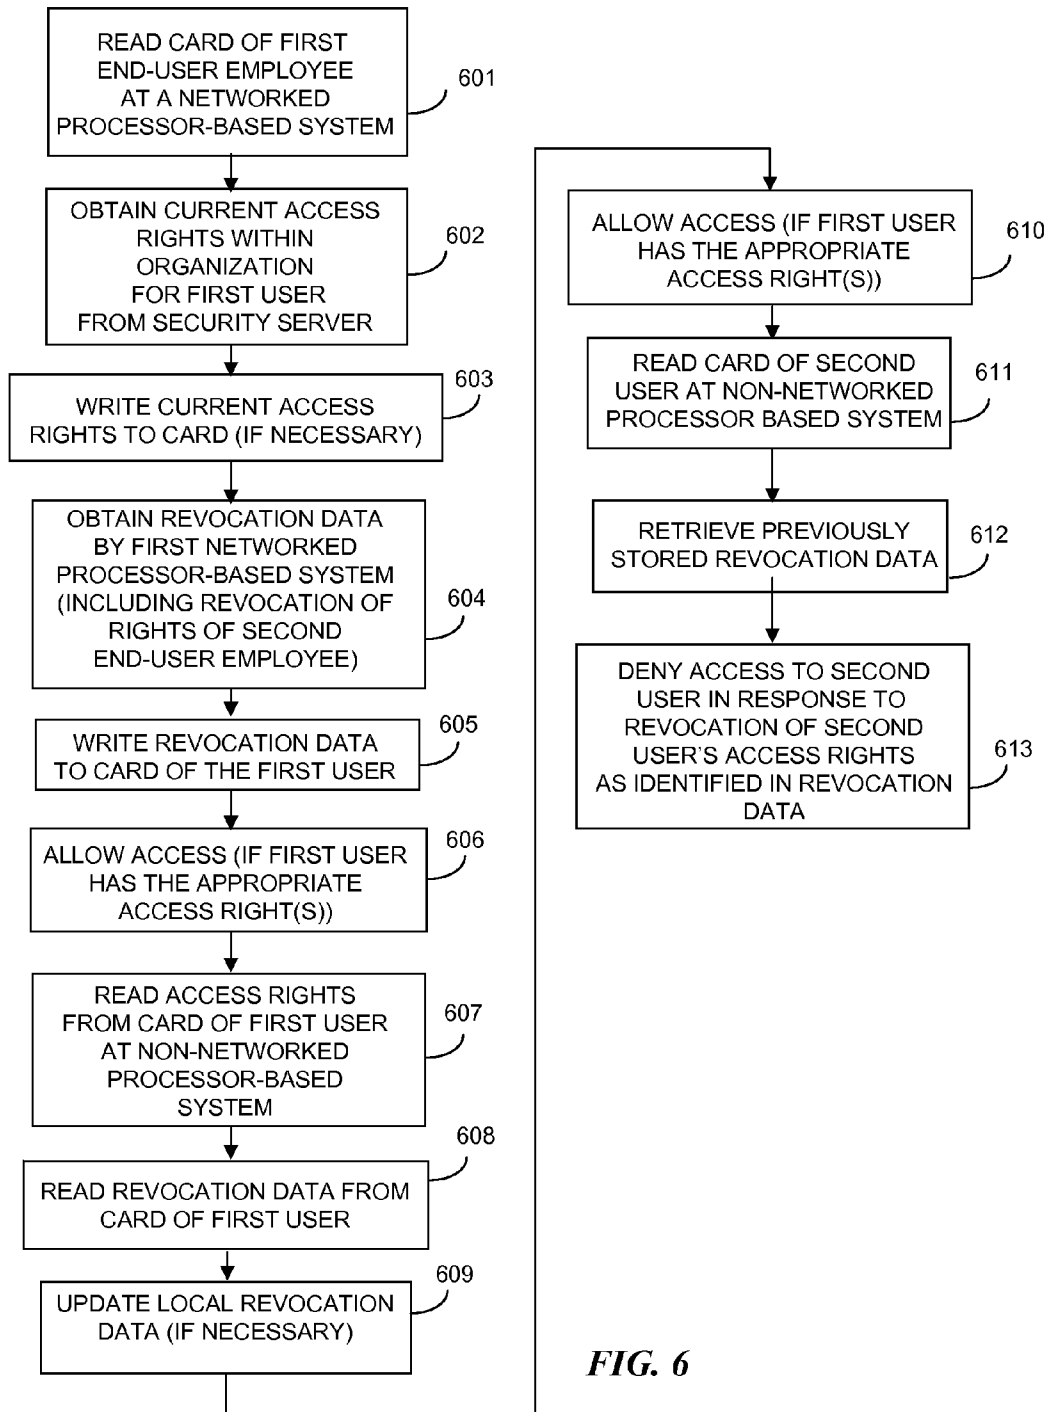 READ CARD OF FIRST
END-USER EMPLOYEE
AT A NETWORKED
PROCESSOR-BASED SYSTEM
601
OBTAIN CURRENT ACCESS
RIGHTS WITHIN
ORGANIZATION
FOR FIRST USER
FROM SECURITY SERVER
602
WRITE CURRENT ACCESS
RIGHTS TO CARD (IF NECESSARY)
603
OBTAIN REVOCATION DATA
BY FIRST NETWORKED
PROCESSOR-BASED SYSTEM
(INCLUDING REVOCATION OF
RIGHTS OF SECOND
END-USER EMPLOYEE)
604
WRITE REVOCATION DATA
TO CARD OF THE FIRST USER
605
ALLOW ACCESS (IF FIRST USER
HAS THE APPROPRIATE
ACCESS RIGHT(S))
606
READ ACCESS RIGHTS
FROM CARD OF FIRST USER
AT NON-NETWORKED
PROCESSOR-BASED
SYSTEM
607
READ REVOCATION DATA FROM
CARD OF FIRST USER
608
UPDATE LOCAL REVOCATION
DATA (IF NECESSARY)
609
ALLOW ACCESS (IF FIRST USER
HAS THE APPROPRIATE
ACCESS RIGHT(S))
610
READ CARD OF SECOND
USER AT NON-NETWORKED
PROCESSOR BASED SYSTEM
611
RETRIEVE PREVIOUSLY
STORED REVOCATION DATA
612
DENY ACCESS TO SECOND
USER IN RESPONSE TO
REVOCATION OF SECOND
USER'S ACCESS RIGHTS
AS IDENTIFIED IN REVOCATION
DATA
613
FIG. 6